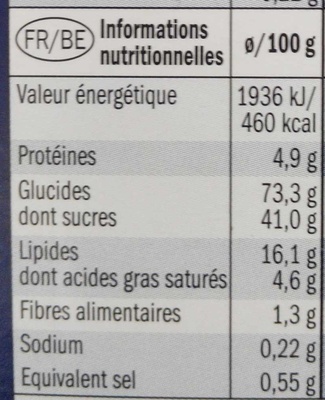 FR/BE Informations nutritionnelles ø/100 g
Valeur énergétique 1936 kJ/
460 kcal
Protéines 4,9 g
Glucides 73,3 g
dont sucres 41,0 g
Lipides 16,1 g
dont acides gras saturés 4,6 g
Fibres alimentaires 1,3 g
Sodium 0,22 g
Equivalent sel 0,55 g